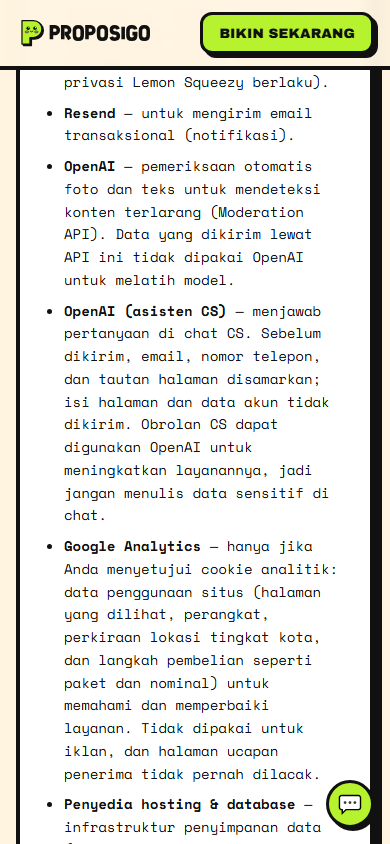 PROPOSIGO
BIKIN SEKARANG
privasi Lemon Squeezy berlaku).
• Resend — untuk mengirim email
transaksional (notifikasi).
• OpenAI — pemeriksaan otomatis
foto dan teks untuk mendeteksi
konten terlarang (Moderation
API). Data yang dikirim lewat
API ini tidak dipakai OpenAI
untuk melatih model.
• OpenAI (asisten CS) — menjawab
pertanyaan di chat CS. Sebelum
dikirim, email, nomor telepon,
dan tautan halaman disamarkan;
isi halaman dan data akun tidak
dikirim. Obrolan CS dapat
digunakan OpenAI untuk
meningkatkan layanannya, jadi
jangan menulis data sensitif di
chat.
• Google Analytics — hanya jika
Anda menyetujui cookie analitik:
data penggunaan situs (halaman
yang dilihat, perangkat,
perkiraan lokasi tingkat kota,
dan langkah pembelian seperti
paket dan nominal) untuk
memahami dan memperbaiki
layanan. Tidak dipakai untuk
iklan, dan halaman ucapan
penerima tidak pernah dilacak.
• Penyedia hosting & database —
infrastruktur penyimpanan data